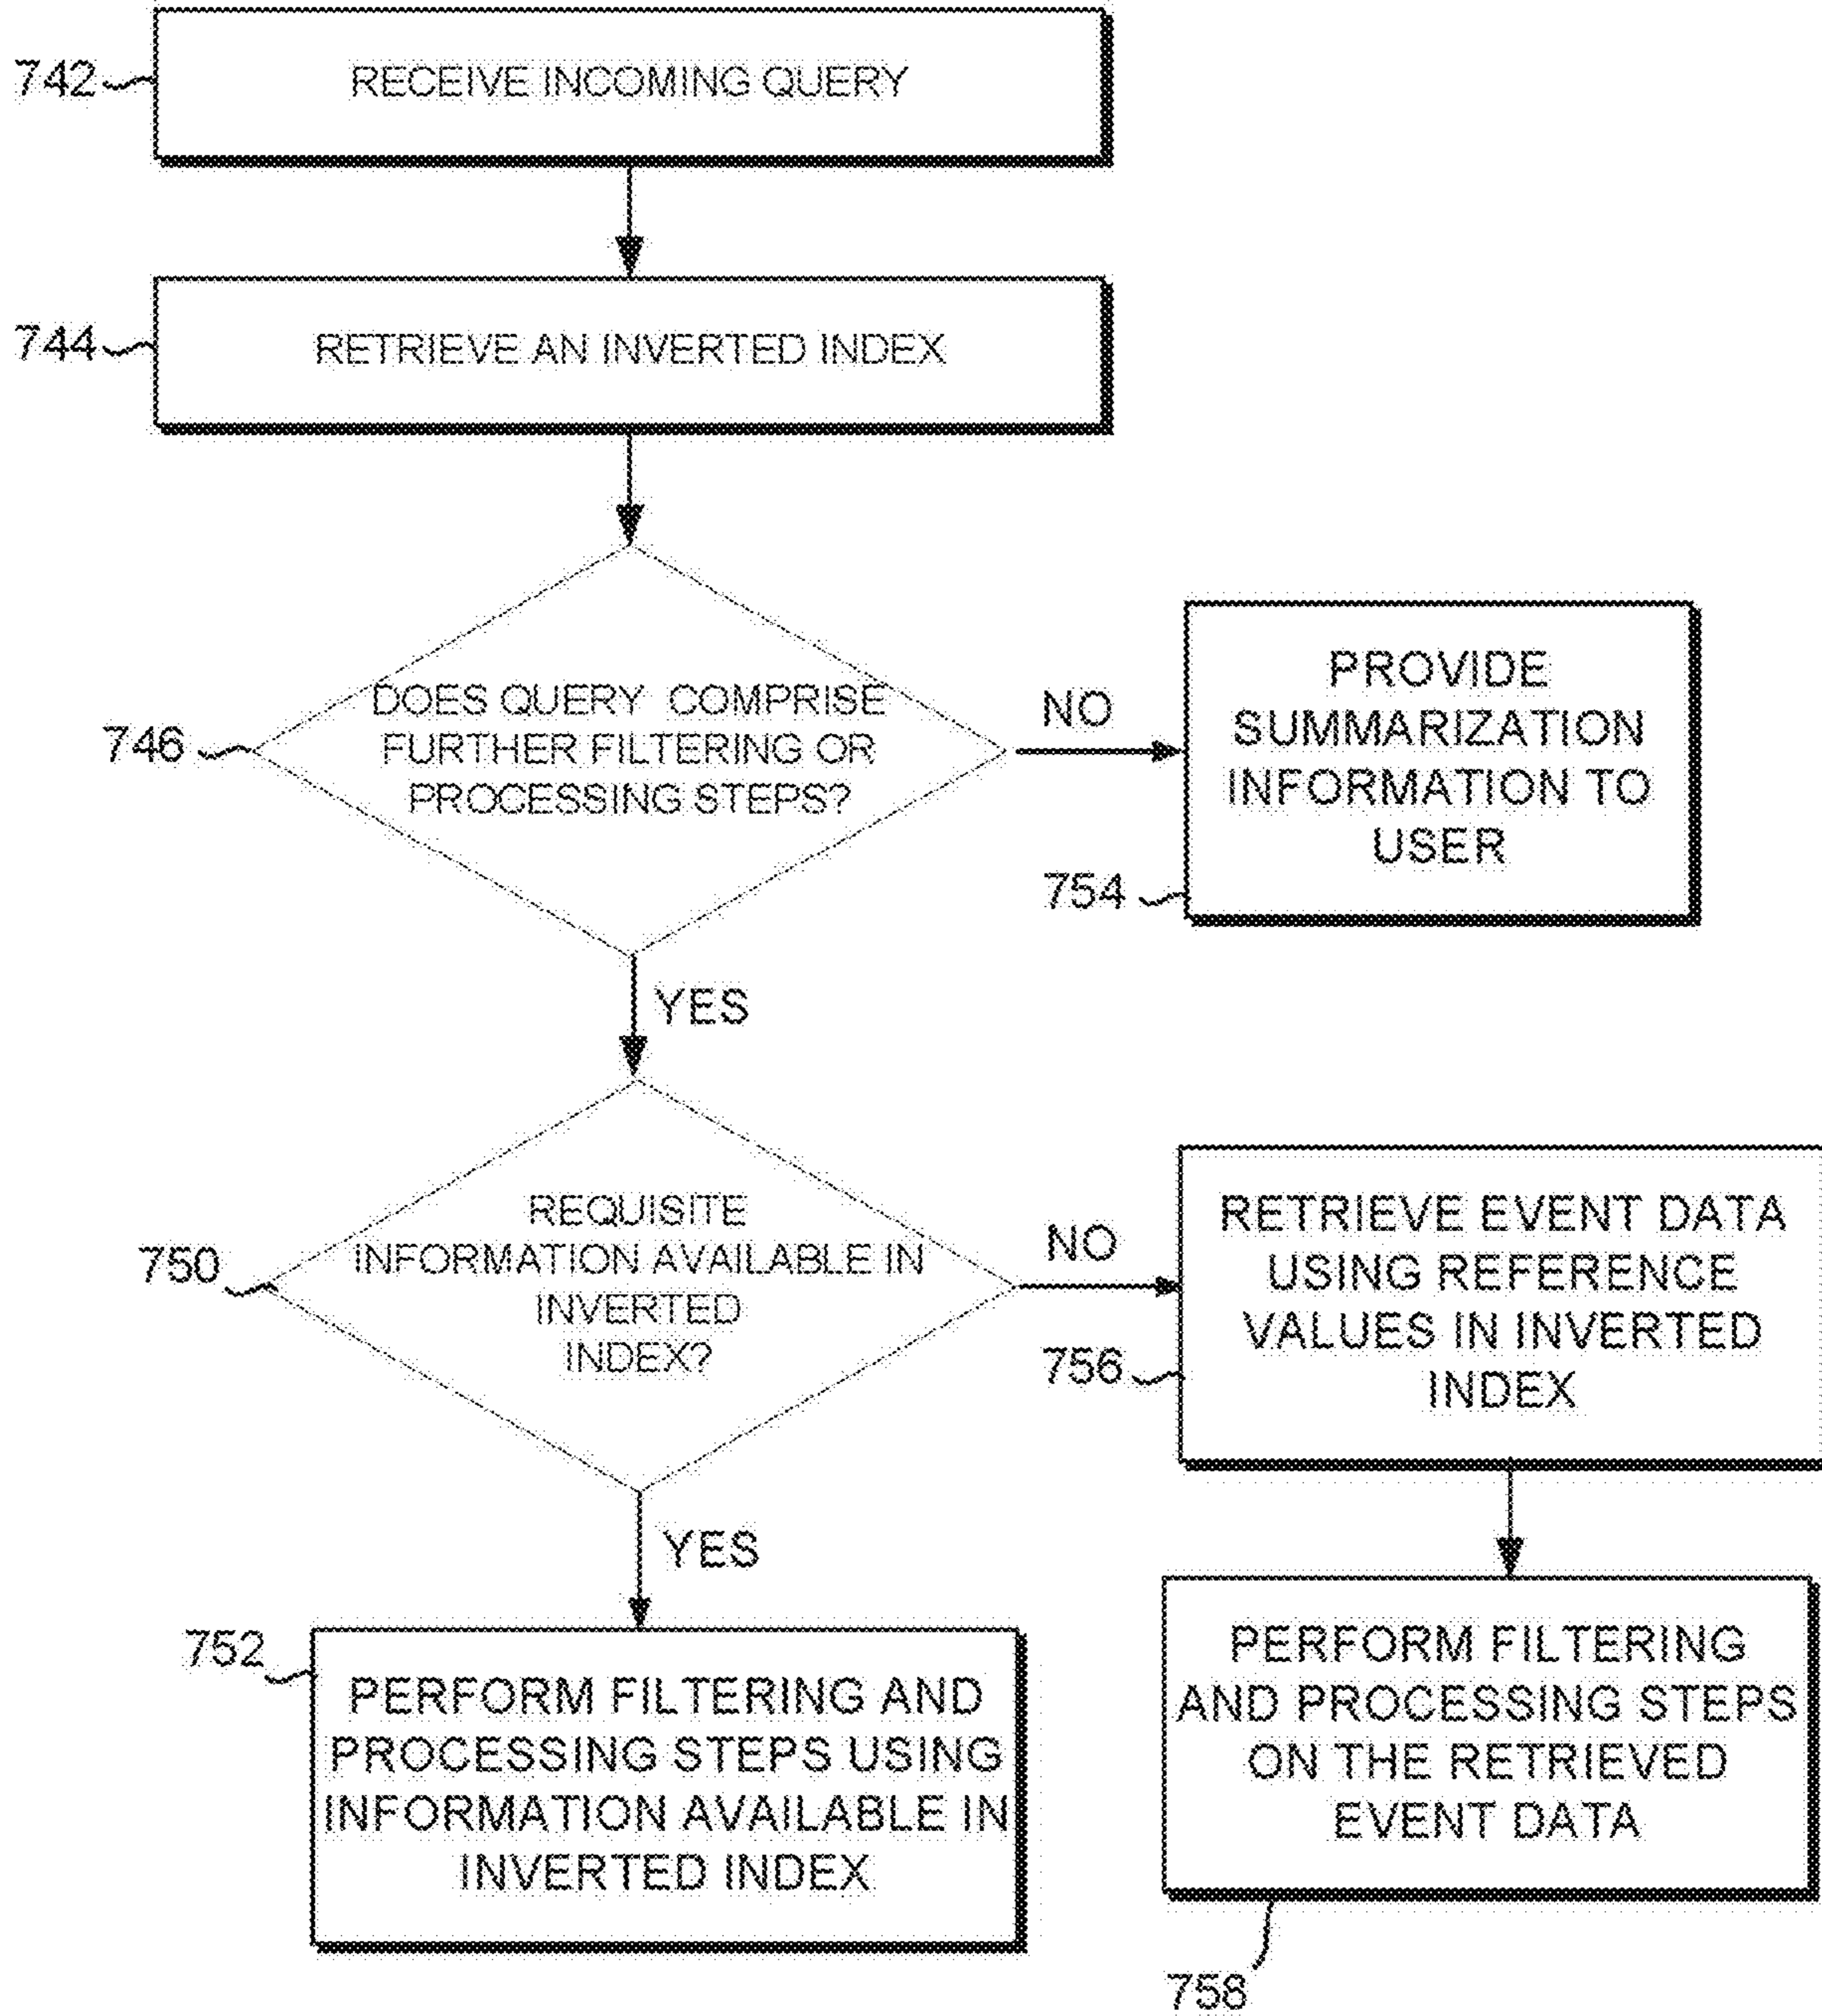 742
RECEIVE INCOMING QUERY
744
RETRIEVE AN INVERTED INDEX
746
DOES QUERY COMPRISE
FURTHER FILTERING OR
PROCESSING STEPS?
NO
PROVIDE
SUMMARIZATION
INFORMATION TO
USER
754
YES
750
REQUISITE
INFORMATION AVAILABLE IN
INVERTED
INDEX?
NO
RETRIEVE EVENT DATA
USING REFERENCE
VALUES IN INVERTED
INDEX
756
YES
752
PERFORM FILTERING AND
PROCESSING STEPS USING
INFORMATION AVAILABLE IN
INVERTED INDEX
PERFORM FILTERING
AND PROCESSING STEPS
ON THE RETRIEVED
EVENT DATA
758